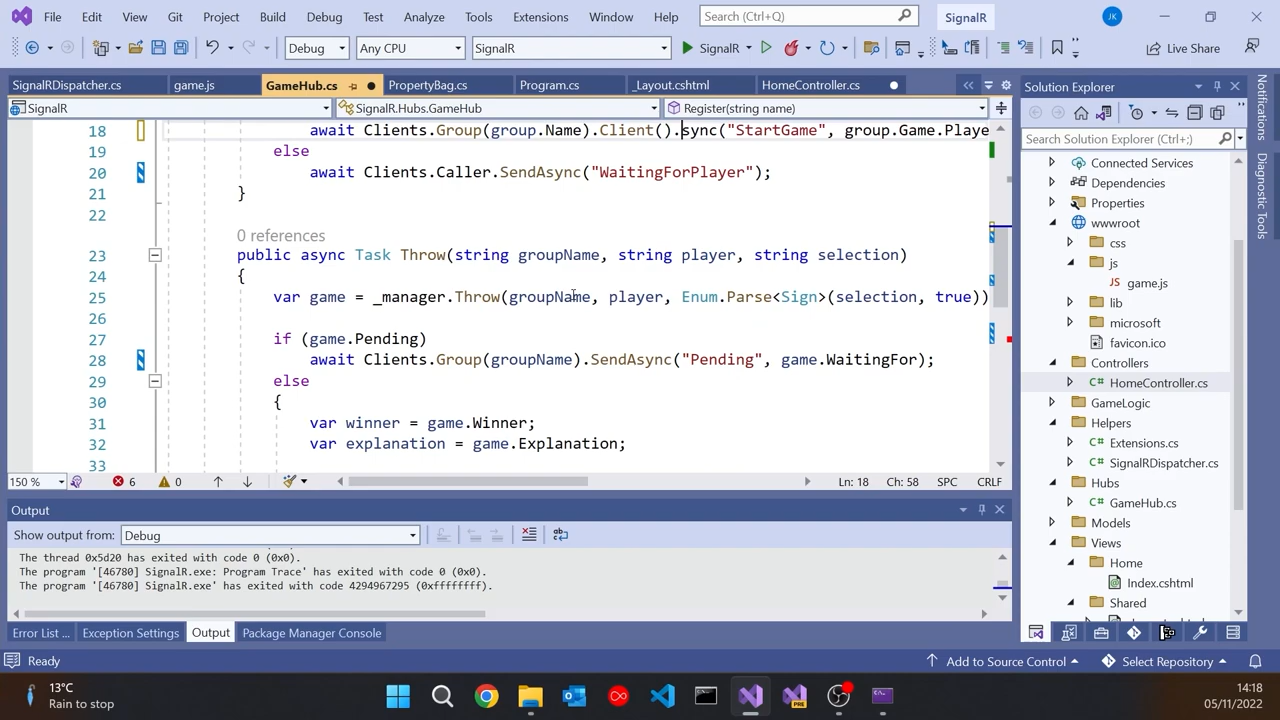 File Edit View Git Project Build Debug Test Analyze Tools Extensions Window Help Search (Ctrl+Q) SignalR JK
Debug Any CPU SignalR SignalR Live Share
SignalRDispatcher.cs game.js GameHub.cs PropertyBag.cs Program.cs _Layout.cshtml HomeController.cs
SignalR SignalR.Hubs.GameHub Register(string name)
18 await Clients.Group(group.Name).Client().Sync("StartGame", group.Game.Playe
19 else
20 await Clients.Caller.SendAsync("WaitingForPlayer");
21 }
22
0 references
23 public async Task Throw(string groupName, string player, string selection)
24 {
25 var game = _manager.Throw(groupName, player, Enum.Parse<Sign>(selection, true))
26
27 if (game.Pending)
28 await Clients.Group(groupName).SendAsync("Pending", game.WaitingFor);
29 else
30 {
31 var winner = game.Winner;
32 var explanation = game.Explanation;
33
150 % 6 0 Ln: 18 Ch: 58 SPC CRLF
Output
Show output from: Debug
The thread 0x5d20 has exited with code 0 (0x0).
The program '[46780] SignalR.exe: Program Trace' has exited with code 0 (0x0).
The program '[46780] SignalR.exe' has exited with code 4294967295 (0xffffffff).
Error List ... Exception Settings Output Package Manager Console
Solution Explorer
Search Solution Explorer (Ctrl+;)
Connected Services
Dependencies
Properties
wwwroot
css
js
game.js
lib
microsoft
favicon.ico
Controllers
C# HomeController.cs
GameLogic
Helpers
C# Extensions.cs
C# SignalRDispatcher.cs
Hubs
C# GameHub.cs
Models
Views
Home
Index.cshtml
Shared
Notifications
Diagnostic Tools
Ready Add to Source Control Select Repository
13°C
Rain to stop
PRE
14:18
05/11/2022